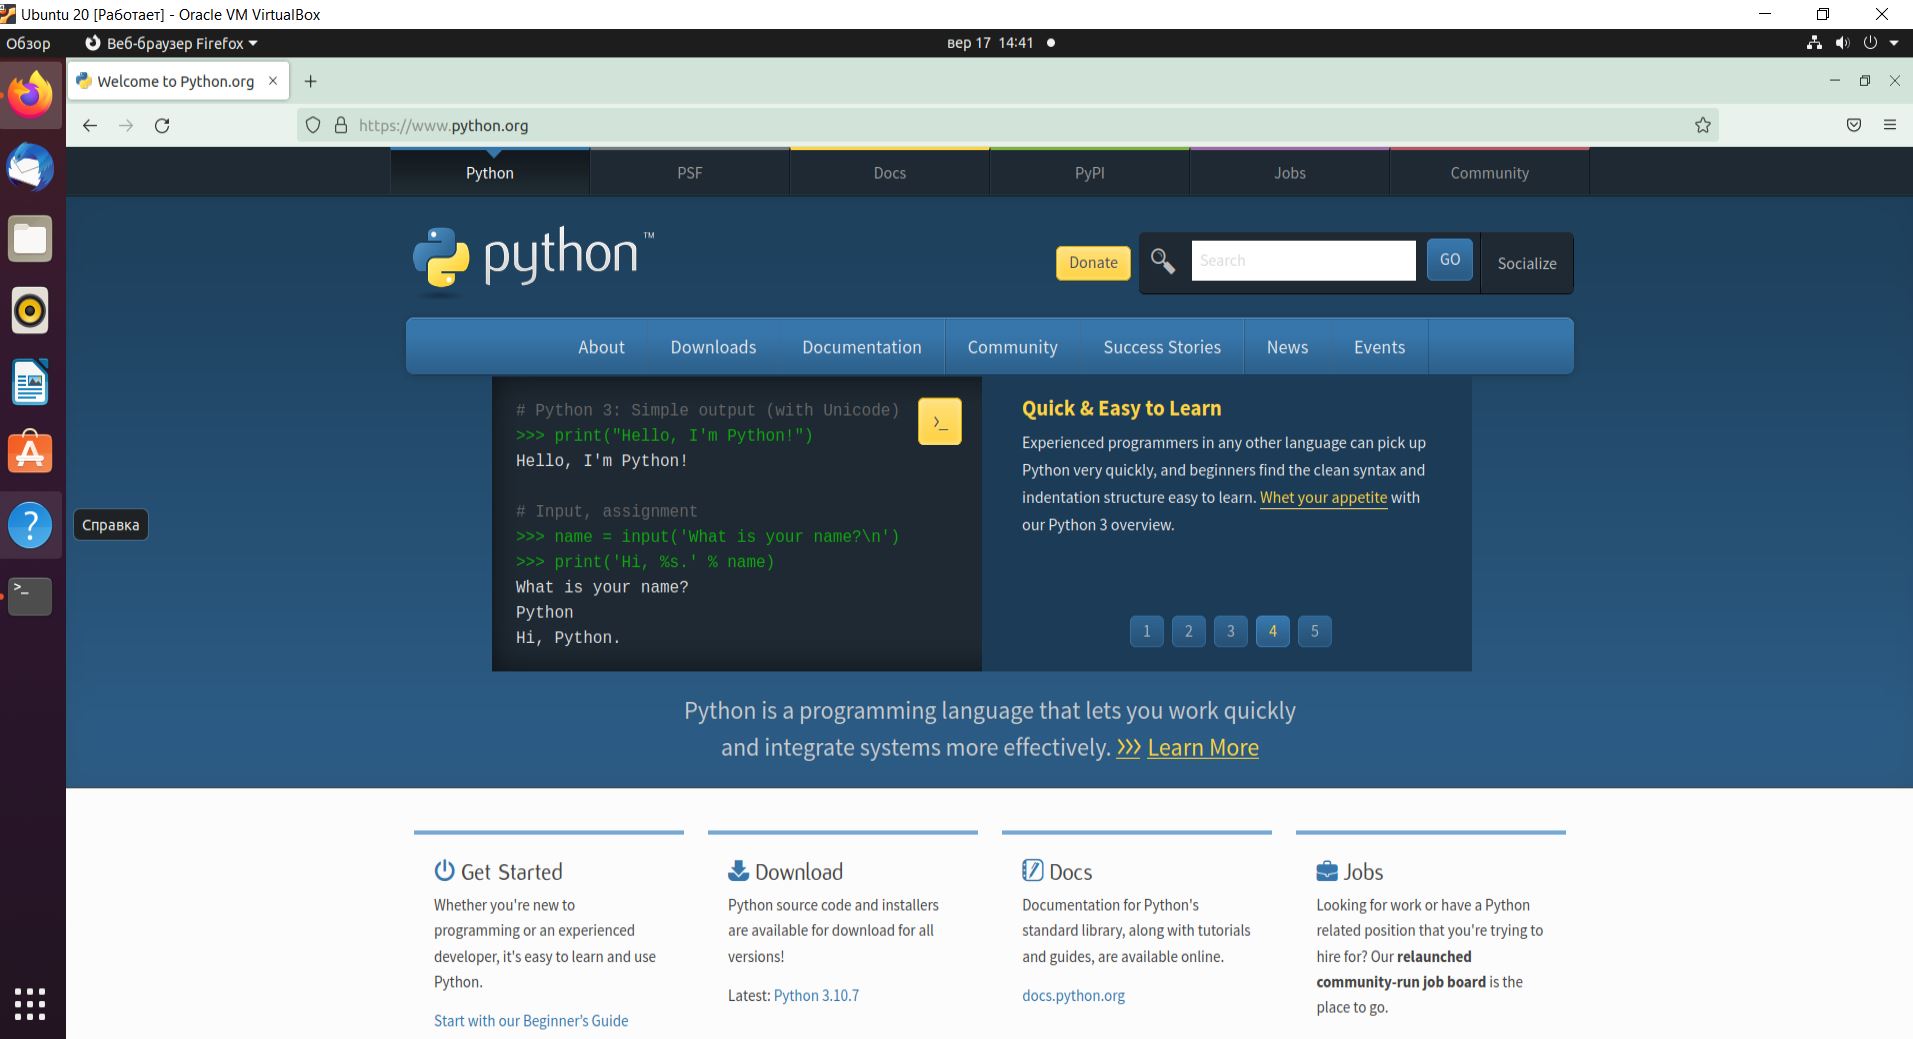 Ubuntu 20 [Работает] - Oracle VM VirtualBox
Обзор
Веб-браузер Firefox
вер 17 14:41
Welcome to Python.org
https://www.python.org
Python
PSF
Docs
PyPI
Jobs
Community
python™
Donate
Search
GO
Socialize
About
Downloads
Documentation
Community
Success Stories
News
Events
# Python 3: Simple output (with Unicode)
>>> print("Hello, I'm Python!")
Hello, I'm Python!
# Input, assignment
>>> name = input('What is your name?\n')
>>> print('Hi, %s.' % name)
What is your name?
Python
Hi, Python.
>_
Quick & Easy to Learn
Experienced programmers in any other language can pick up
Python very quickly, and beginners find the clean syntax and
indentation structure easy to learn. Whet your appetite with
our Python 3 overview.
1
2
3
4
5
Справка
Python is a programming language that lets you work quickly
and integrate systems more effectively. >>> Learn More
Get Started
Whether you're new to
programming or an experienced
developer, it's easy to learn and use
Python.
Start with our Beginner's Guide
Download
Python source code and installers
are available for download for all
versions!
Latest: Python 3.10.7
Docs
Documentation for Python's
standard library, along with tutorials
and guides, are available online.
docs.python.org
Jobs
Looking for work or have a Python
related position that you're trying to
hire for? Our relaunched
community-run job board is the
place to go.